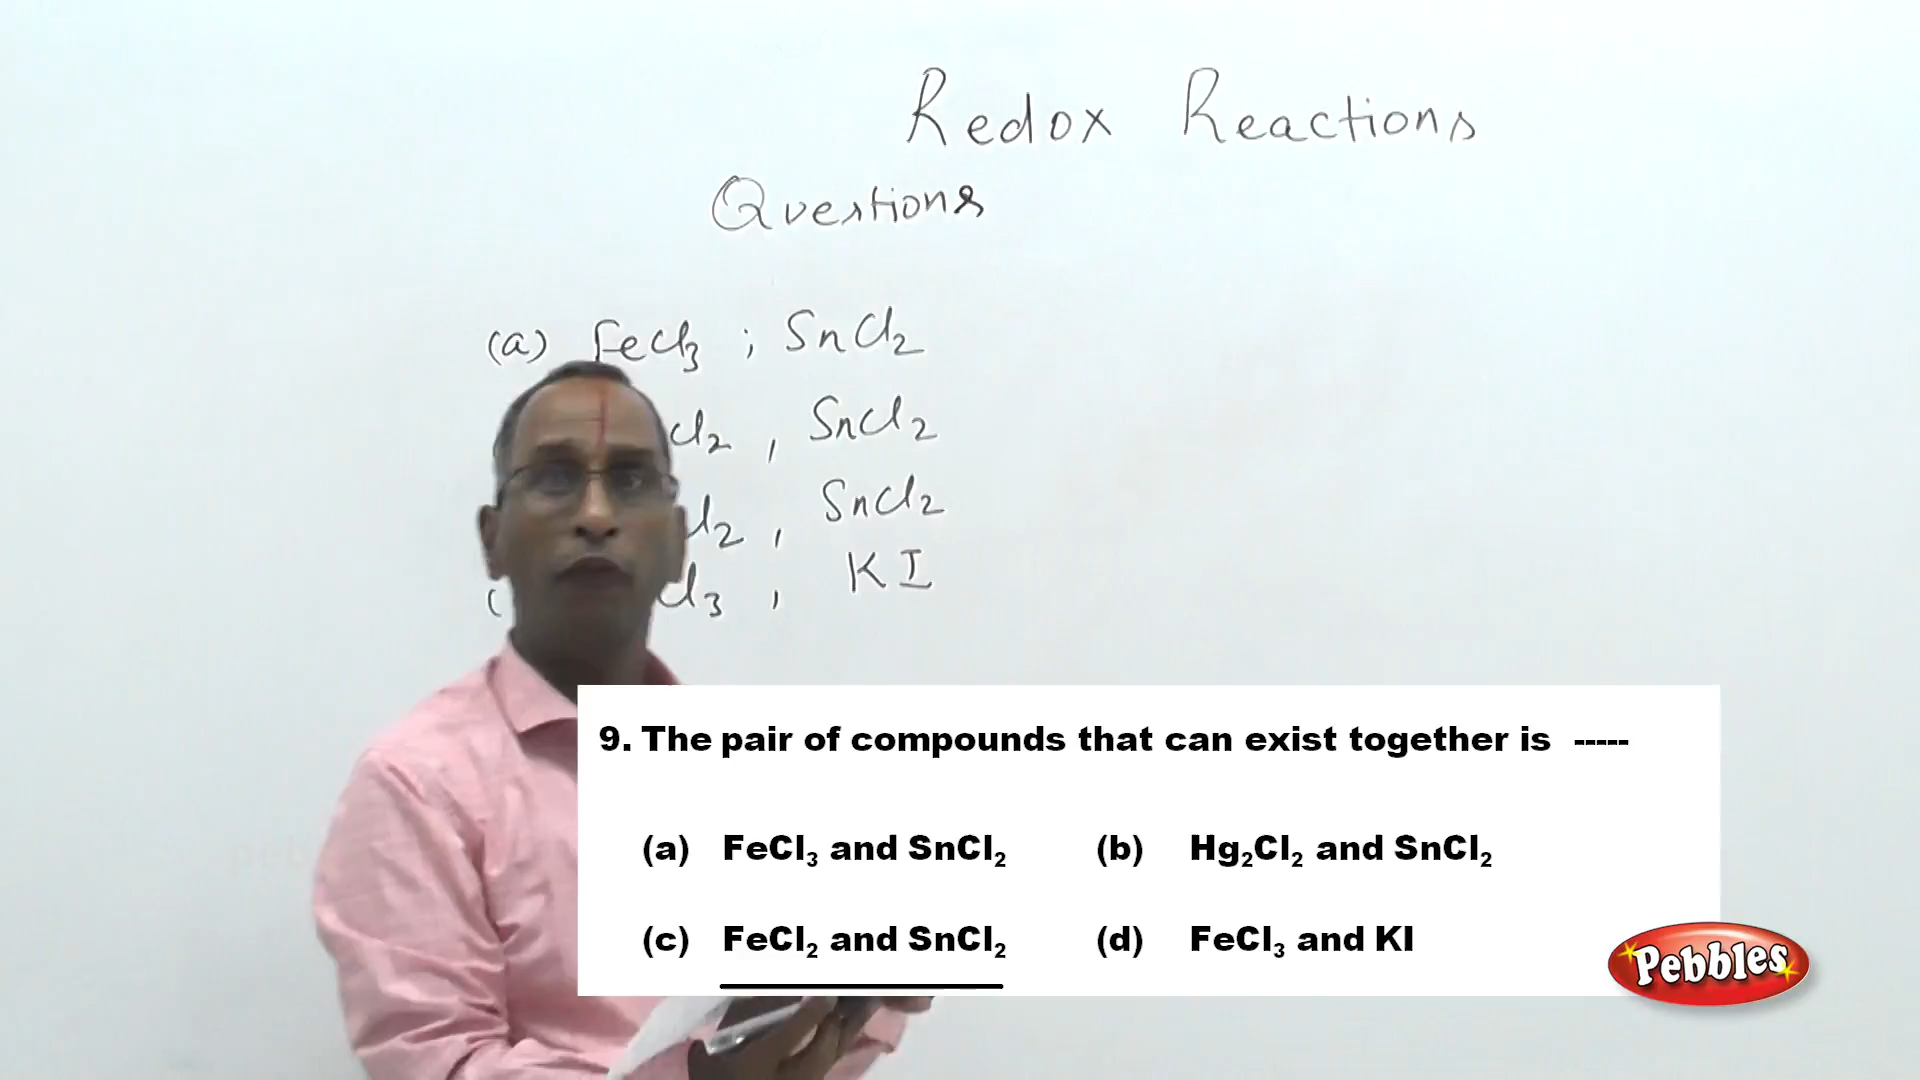 Redox Reactions
Questions
(a) FeCl₃ ; SnCl₂
Cl₂ , SnCl₂
l₂ , SnCl₂
( Cl₃ , KI
9. The pair of compounds that can exist together is -----
(a) FeCl₃ and SnCl₂ (b) Hg₂Cl₂ and SnCl₂
(c) FeCl₂ and SnCl₂ (d) FeCl₃ and KI
Pebbles